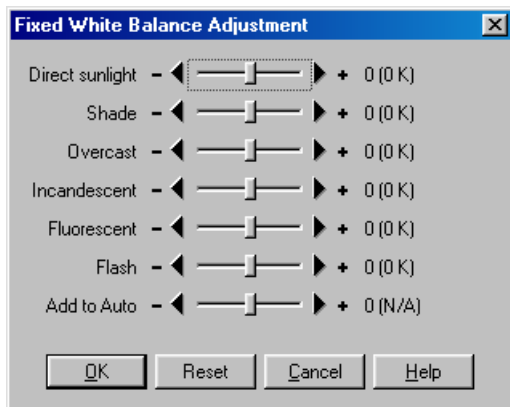 Fixed White Balance Adjustment
Direct sunlight - + 0 (0 K)
Shade - + 0 (0 K)
Overcast - + 0 (0 K)
Incandescent - + 0 (0 K)
Fluorescent - + 0 (0 K)
Flash - + 0 (0 K)
Add to Auto - + 0 (N/A)
OK Reset Cancel Help